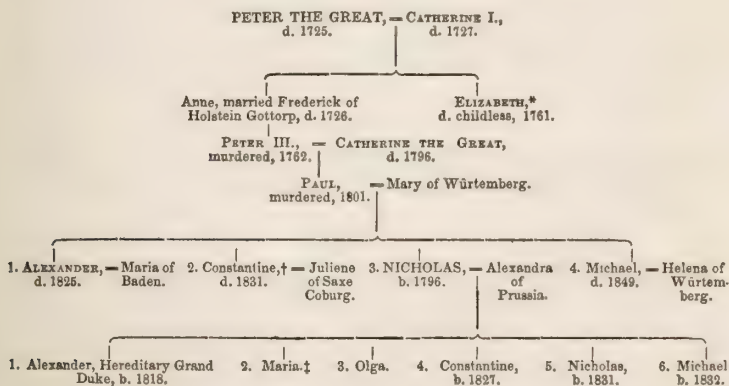 PETER THE GREAT, = CATHERINE I.,
d. 1725. d. 1727.
Anne, married Frederick of ELIZABETH,*
Holstein Gottorp, d. 1726. d. childless, 1761.
PETER III., = CATHERINE THE GREAT,
murdered, 1762. d. 1796.
PAUL, = Mary of Würtemberg.
murdered, 1801.
1. ALEXANDER, = Maria of 2. Constantine,† = Juliene 3. NICHOLAS, = Alexandra 4. Michael, = Helena of
d. 1825. Baden. d. 1831. of Saxe b. 1796. of d. 1849. Würtem-
Coburg. Prussia. berg.
1. Alexander, Hereditary Grand 2. Maria.‡ 3. Olga. 4. Constantine, 5. Nicholas, 6. Michael
Duke, b. 1818. b. 1827. b. 1831. b. 1832.